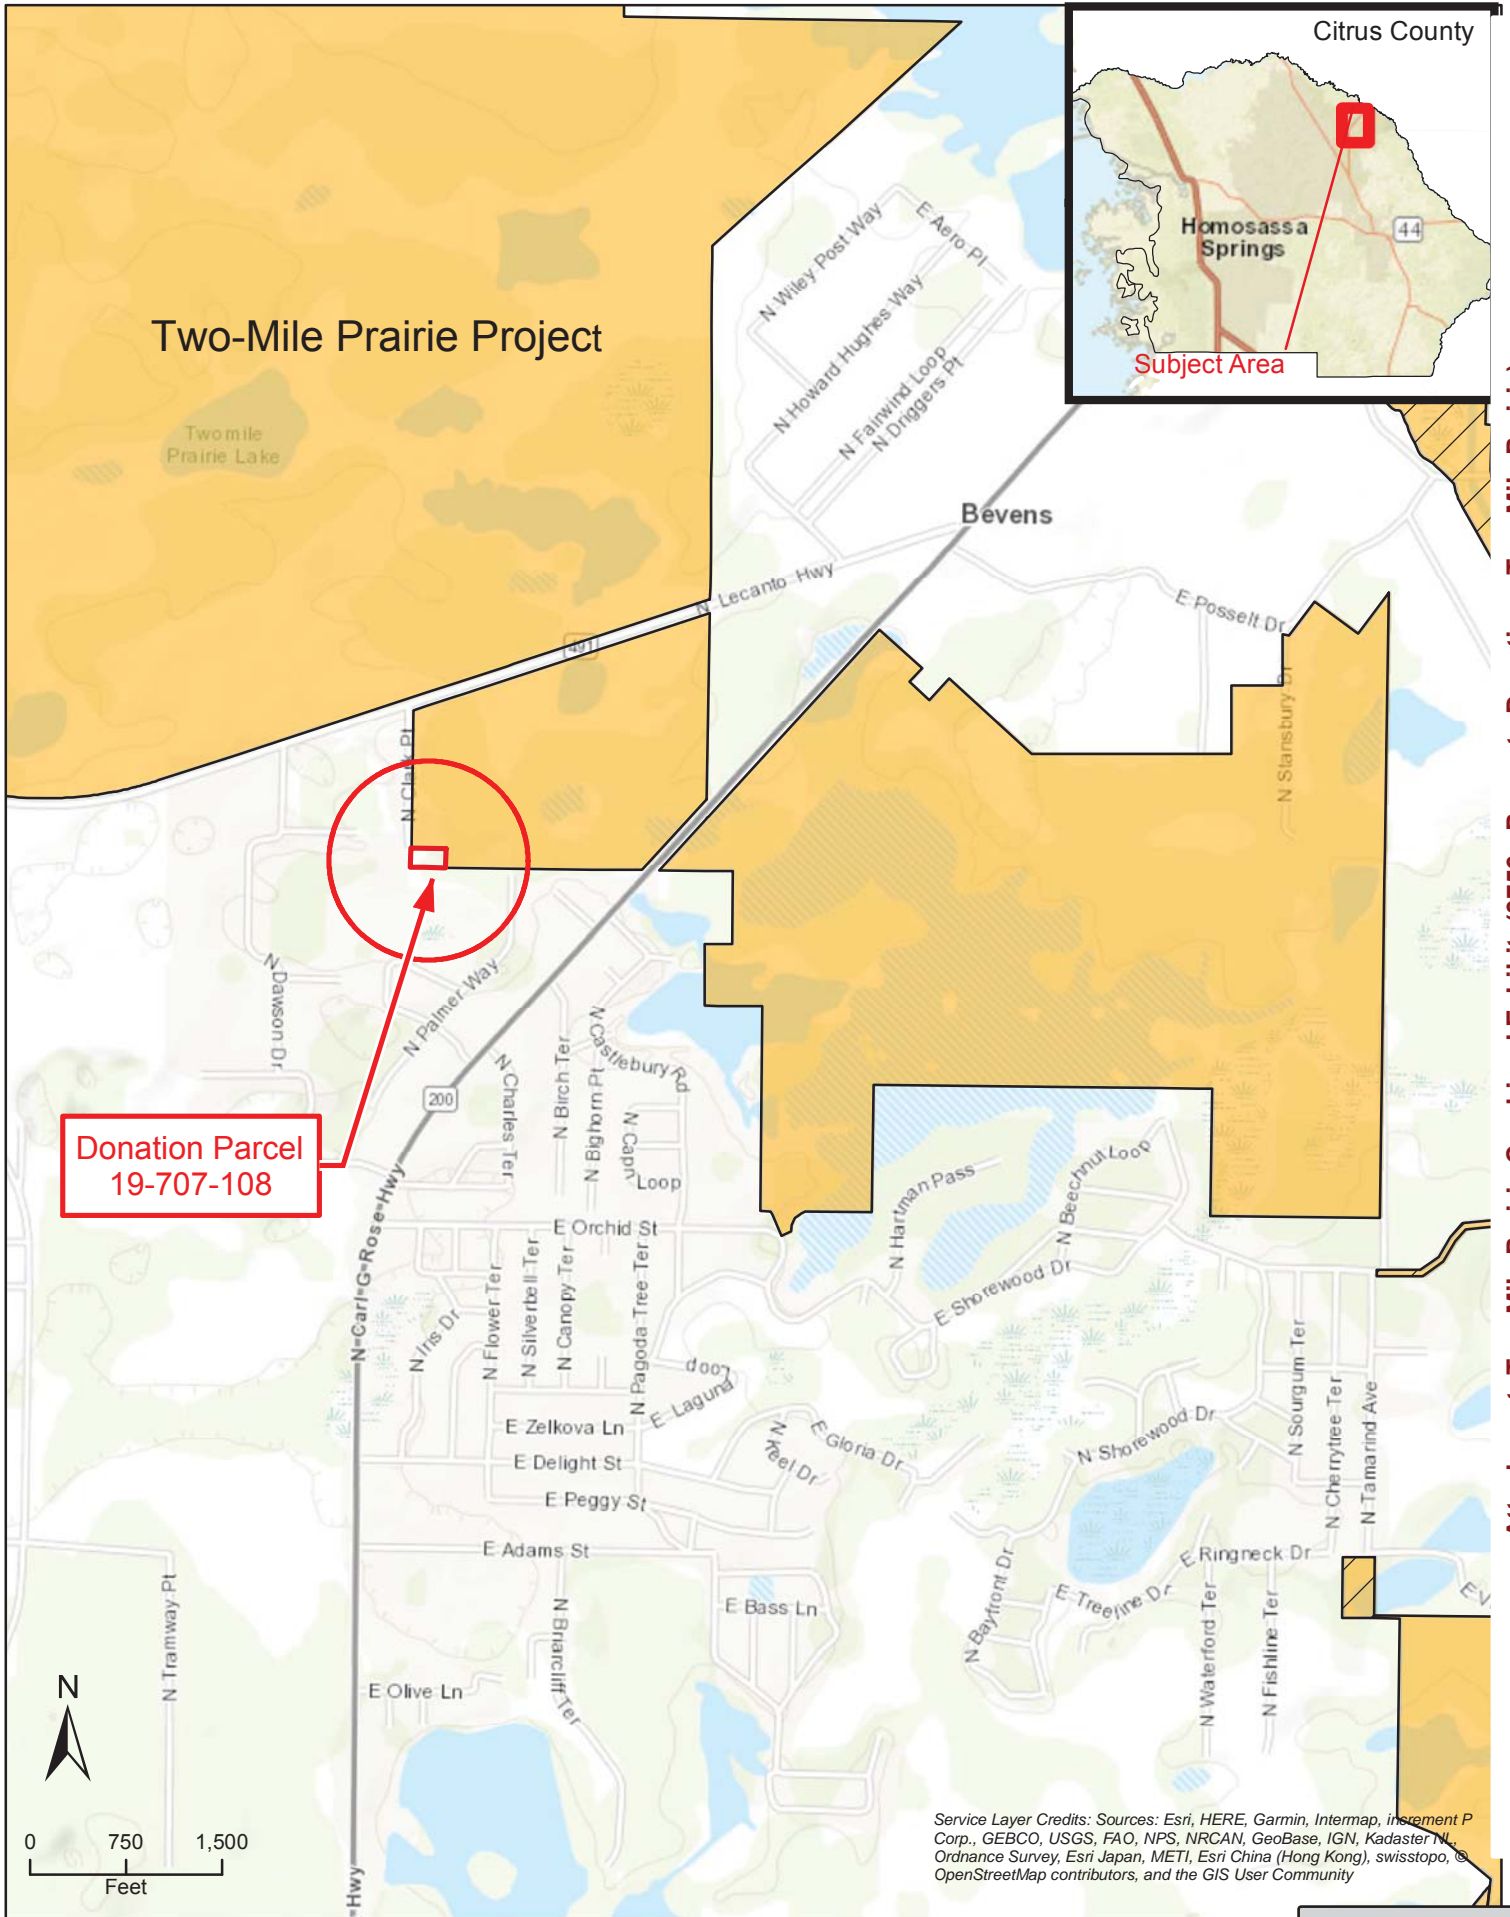 Citrus County
Homosassa
Springs
44
Subject Area
Two-Mile Prairie Project
Twomile
Prairie Lake
N Wiley Post Way
E Aero Pl
N Howard Hughes Way
N Fairwind Loop
N Driggers Pt
Bevens
N Lecanto Hwy
491
E Posselt Dr
N Stansbury Dr
N Clark Pt
N Dawson Dr
N Palmer Way
200
N Charles Ter
N Birch Ter
N Castlebury Rd
N Bighorn Pt
N Capn
Loop
Donation Parcel
19-707-108
N Carl G Rose Hwy
E Orchid St
N Hartman Pass
N Beechnut Loop
E Shorewood Dr
N Iris Dr
N Flower Ter
N Silverbell Ter
N Canopy Ter
N Pagoda Tree Ter
E Laguna
Loop
E Zelkova Ln
E Delight St
E Peggy St
N Keel Dr
E Gloria Dr
N Shorewood Dr
N Sourgum Ter
N Cherrytree Ter
N Tamarind Ave
E Adams St
E Ringneck Dr
N Tramway Pt
N Briarcliff Ter
E Bass Ln
N Bayfront Dr
E Treeline Dr
N Waterford Ter
N Fishline Ter
E Olive Ln
N
0 750 1,500
Feet
Hwy
Service Layer Credits: Sources: Esri, HERE, Garmin, Intermap, increment P
Corp., GEBCO, USGS, FAO, NPS, NRCAN, GeoBase, IGN, Kadaster NL,
Ordnance Survey, Esri Japan, METI, Esri China (Hong Kong), swisstopo, ©
OpenStreetMap contributors, and the GIS User Community